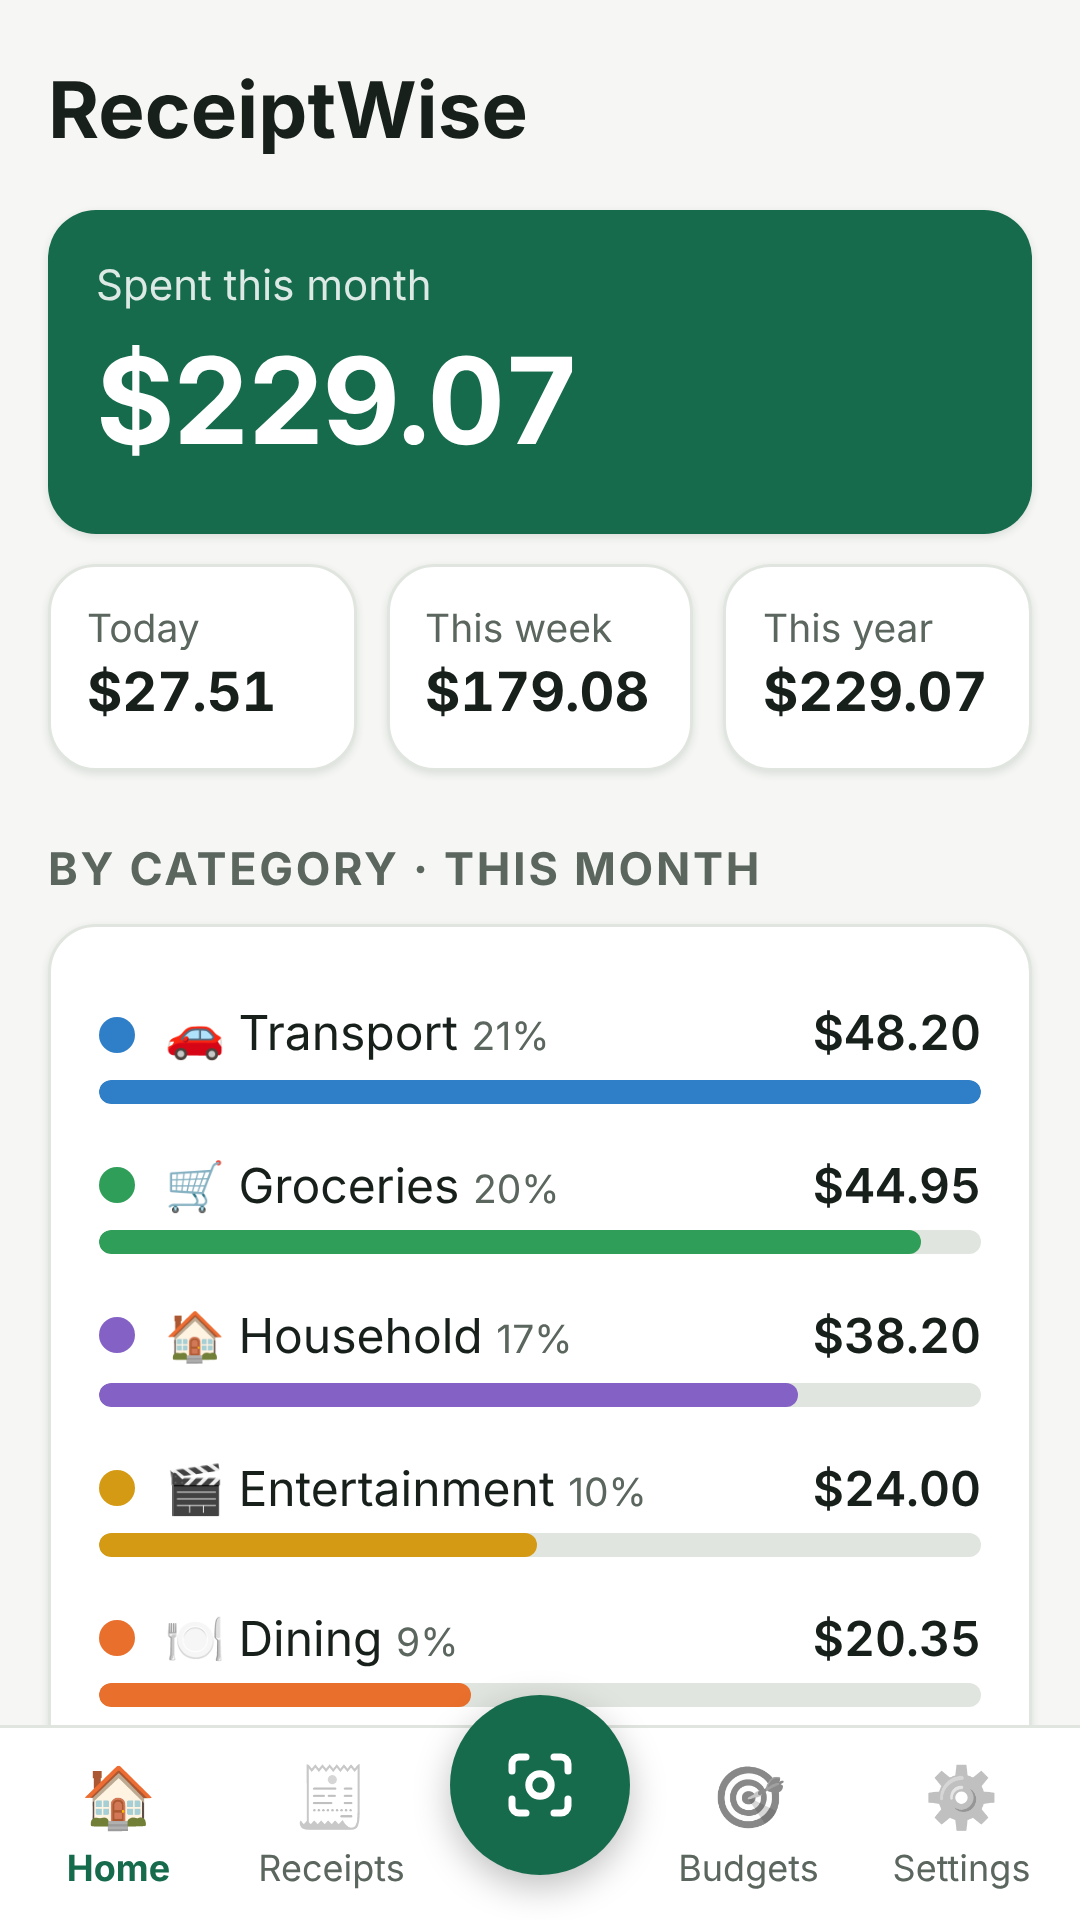 ReceiptWise
Spent this month
$229.07
Today
$27.51
This week
$179.08
This year
$229.07
BY CATEGORY · THIS MONTH
Transport 21% $48.20
Groceries 20% $44.95
Household 17% $38.20
Entertainment 10% $24.00
Dining 9% $20.35
Home
Receipts
Budgets
Settings